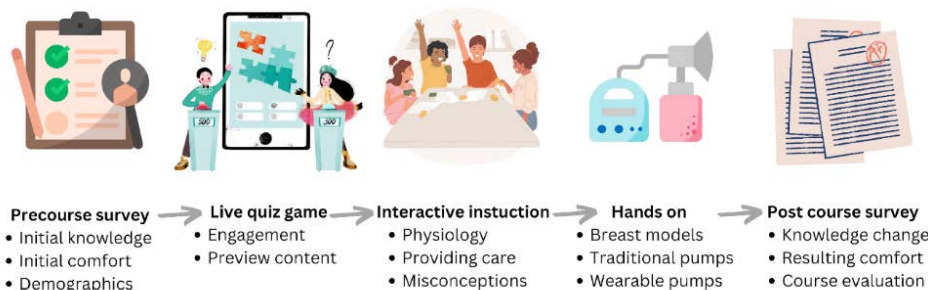 500
500
Precourse survey
• Initial knowledge
• Initial comfort
• Demographics
Live quiz game
• Engagement
• Preview content
Interactive instuction
• Physiology
• Providing care
• Misconceptions
Hands on
• Breast models
• Traditional pumps
• Wearable pumps
Post course survey
• Knowledge change
• Resulting comfort
• Course evaluation